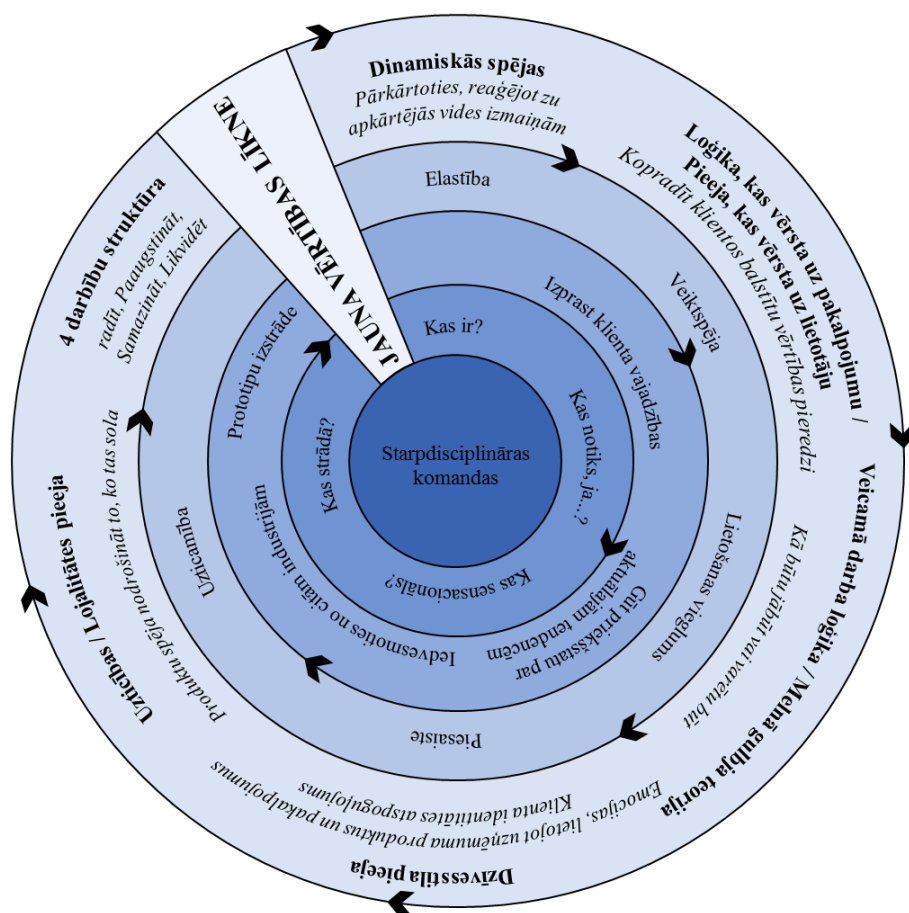 JAUNA VĒRTĪBAS LĪKNE
Dinamiskās spējas
Pārkārtoties, reaģējot zu
apkārtējās vides izmaiņām
Loģika, kas vērsta uz pakalpojumu /
Pieeja, kas vērsta uz lietotāju
Kopradīt klientos balstītu vērtības pieredzi
Veicamā darba loģika / Melnā gulbja teorija
Kā būtu jābūt vai varētu būt
Emocijas, lietojot uzņēmuma produktus un pakalpojumus
Klienta identitātes atspoguļojums
Dzīvesstila pieeja
Uzticības / Lojalitātes pieeja
Produktu spēja nodrošināt to, ko tas sola
4 darbību struktūra
radīt, Paaugstināt,
Samazināt, Likvidēt
Elastība
Veiktspēja
Lietošanas vieglums
Piesaiste
Uzticamība
Izprast klienta vajadzības
Gūt priekšstatu par
aktuālajām tendencēm
Iedvesmoties no citām industrijām
Prototipu izstrāde
Kas ir?
Kas notiks, ja...?
Kas sensacionāls?
Kas strādā?
Starpdisciplināras
komandas